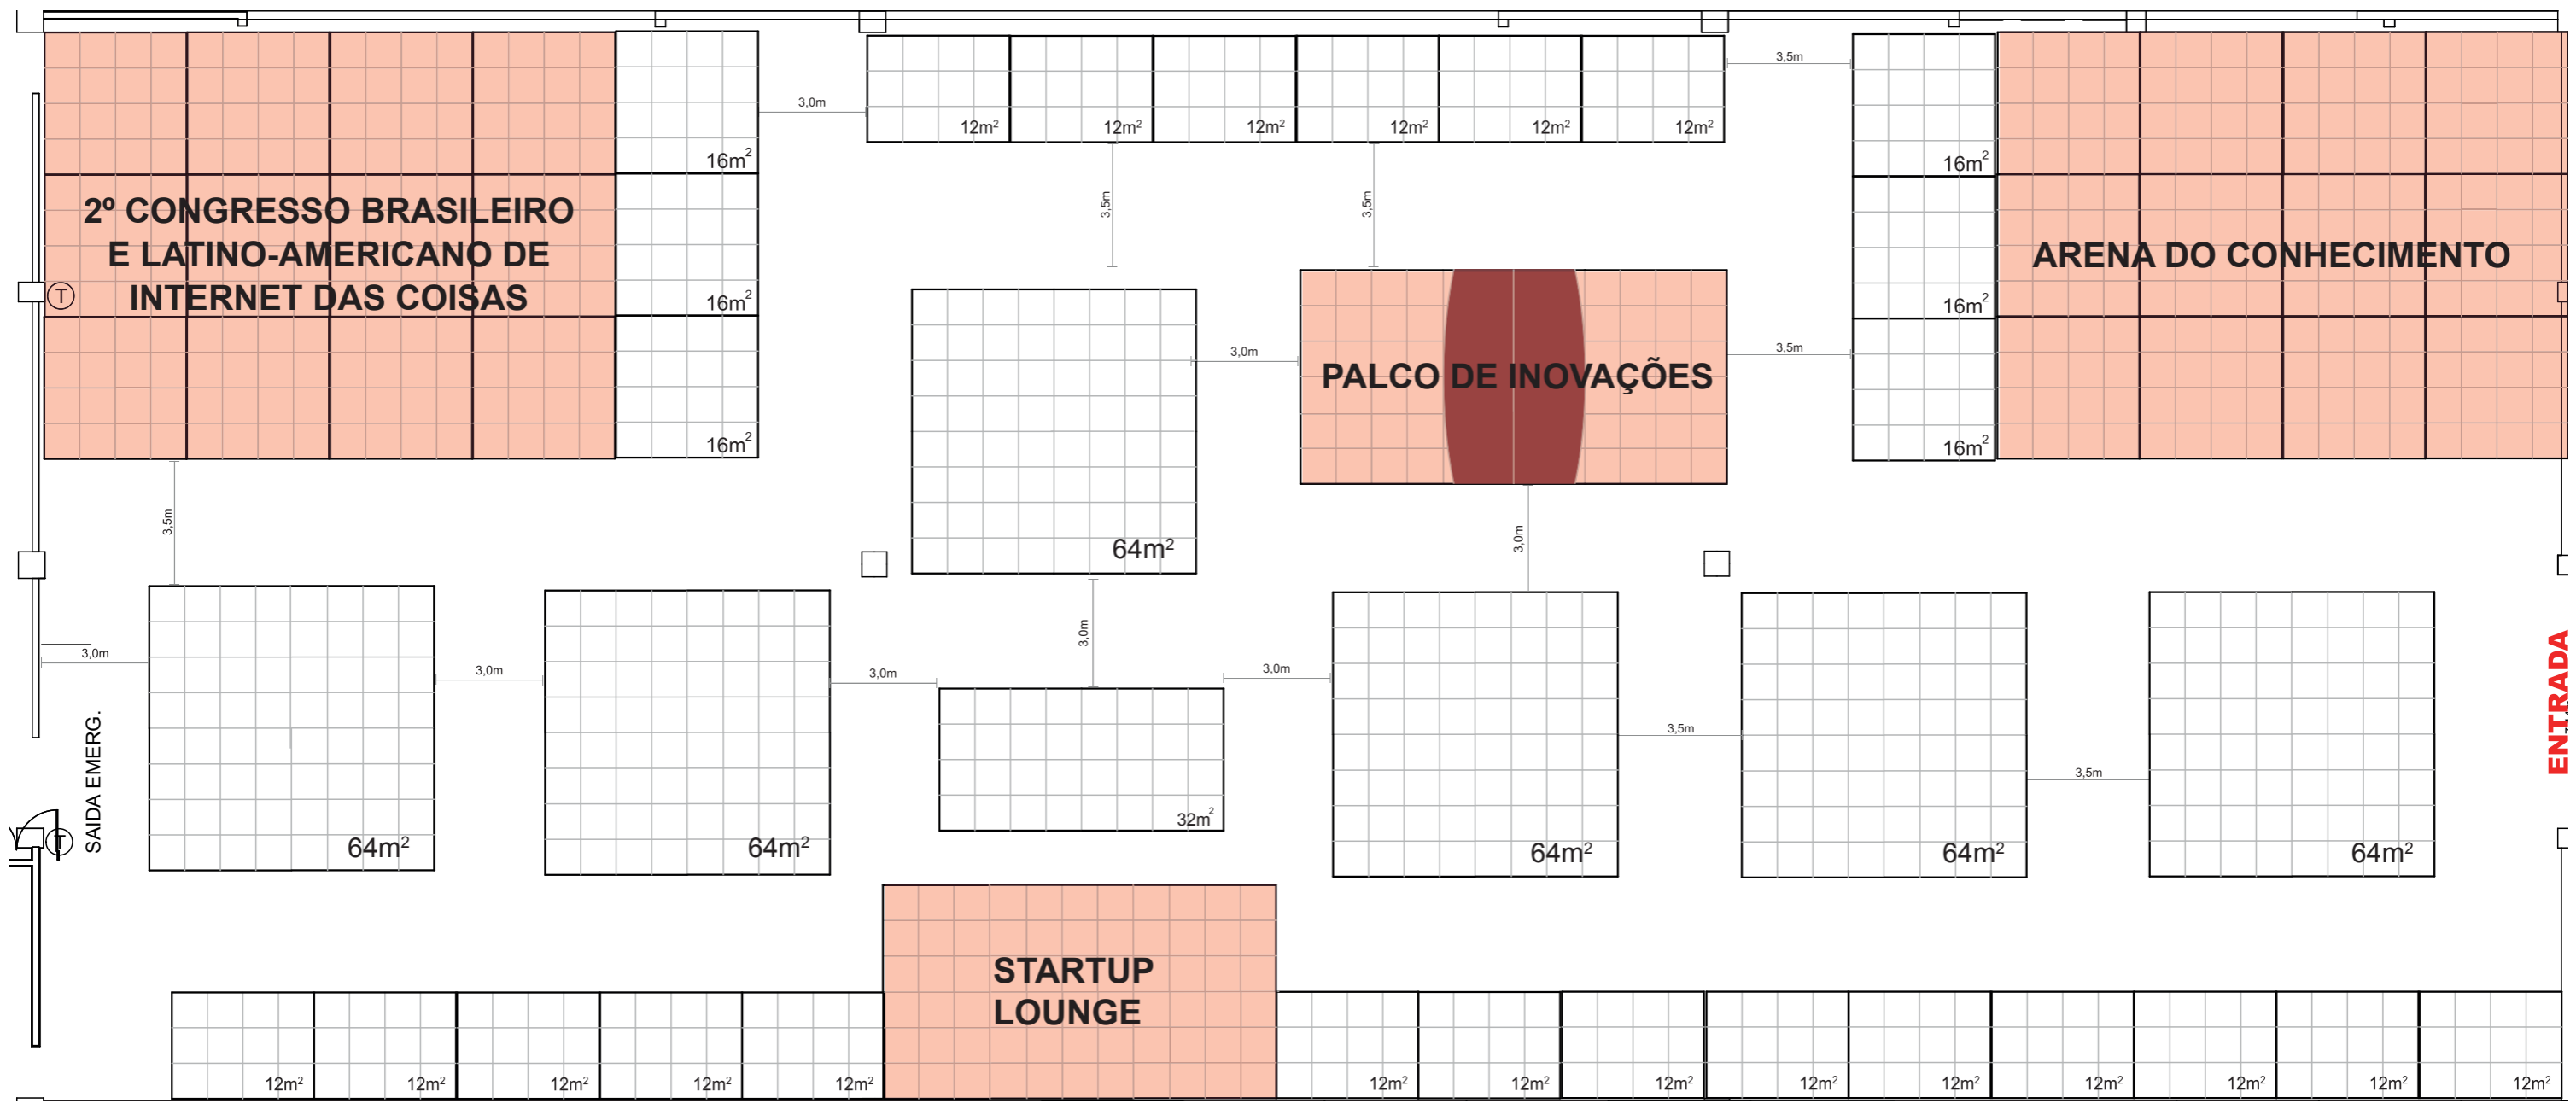 3,5m
3,0m
12m²
12m²
12m²
12m²
12m²
12m²
16m²
16m²
2º CONGRESSO BRASILEIRO
E LATINO-AMERICANO DE
INTERNET DAS COISAS
T
3,5m
3,5m
ARENA DO CONHECIMENTO
16m²
16m²
3,0m
3,5m
PALCO DE INOVAÇÕES
16m²
16m²
3,5m
3,0m
64m²
3,0m
3,0m
3,0m
3,0m
3,0m
3,5m
3,5m
ENTRADA
SAIDA EMERG.
T
32m²
64m²
64m²
64m²
64m²
64m²
STARTUP
LOUNGE
12m²
12m²
12m²
12m²
12m²
12m²
12m²
12m²
12m²
12m²
12m²
12m²
12m²
12m²